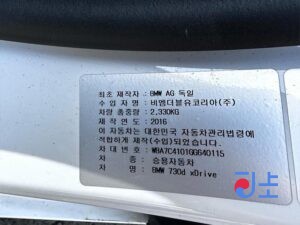 최초 제작자 : BMW AG 독일
수 입 자 명 : 비엠더블유코리아(주)
차량 총중량 : 2,330KG
제 작 연 도 : 2016
이 자동차는 대한민국 자동차관리법령에
적합하게 제작(수입)되었습니다.
차 대 번 호 : WBA7C4101GG640115
차 종 : 승용자동차
차 명 : BMW 730d xDrive